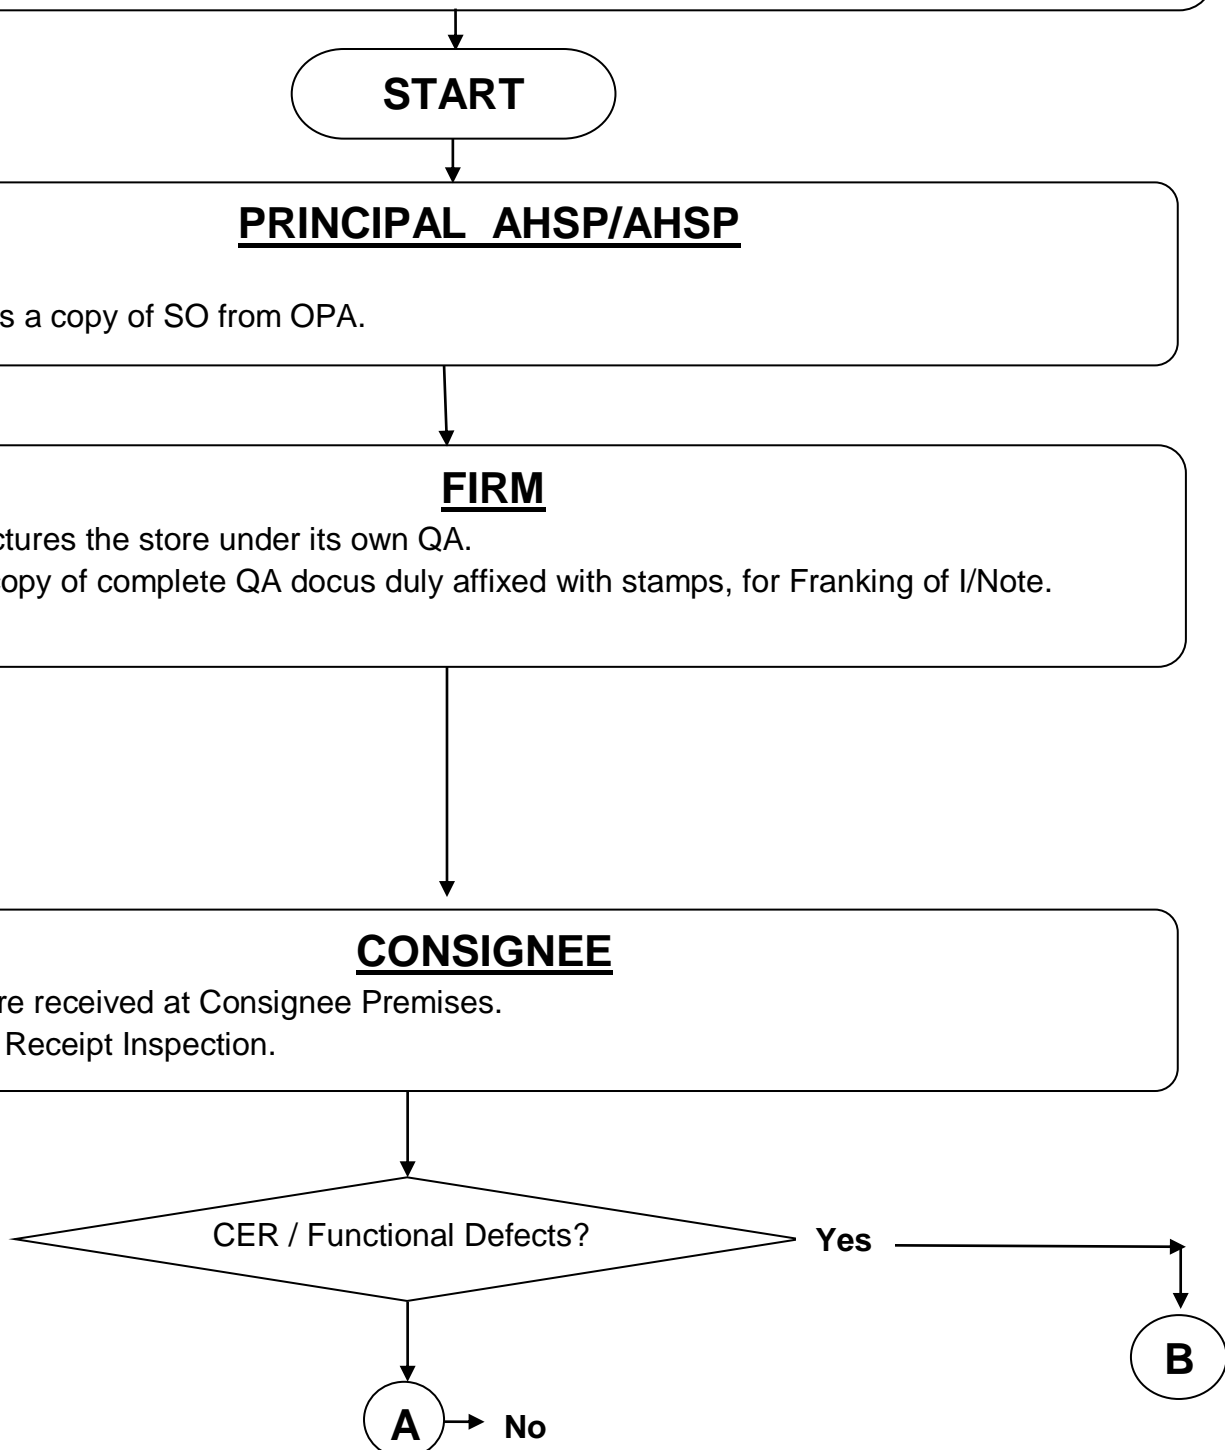 START
PRINCIPAL AHSP/AHSP
s a copy of SO from OPA.
FIRM
ctures the store under its own QA.
copy of complete QA docus duly affixed with stamps, for Franking of I/Note.
CONSIGNEE
re received at Consignee Premises.
Receipt Inspection.
CER / Functional Defects?
Yes
B
A
No